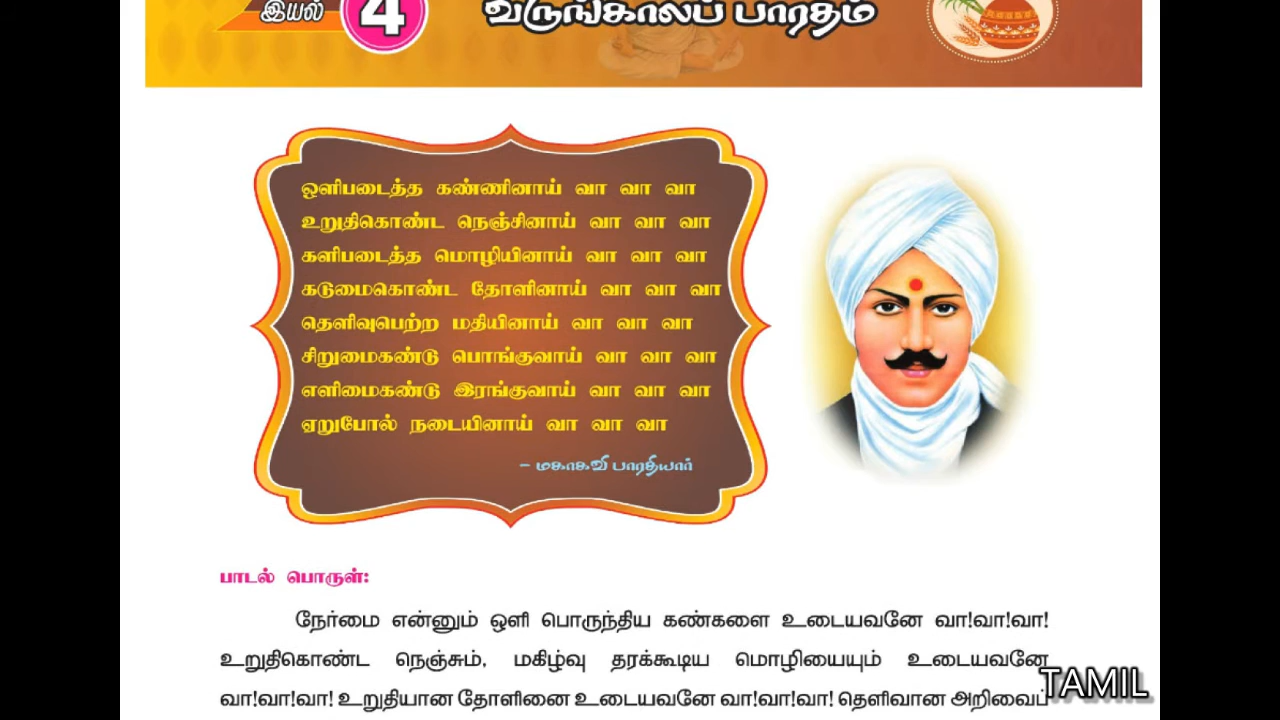 இயல் 4 வருங்காலப் பாரதம்
ஒளிபடைத்த கண்ணினாய் வா வா வா
உறுதிகொண்ட நெஞ்சினாய் வா வா வா
களிபடைத்த மொழியினாய் வா வா வா
கடுமைகொண்ட தோளினாய் வா வா வா
தெளிவுபெற்ற மதியினாய் வா வா வா
சிறுமைகண்டு பொங்குவாய் வா வா வா
எளிமைகண்டு இரங்குவாய் வா வா வா
ஏறுபோல் நடையினாய் வா வா வா
– மகாகவி பாரதியார்
பாடல் பொருள்:
நேர்மை என்னும் ஒளி பொருந்திய கண்களை உடையவனே வா!வா!வா!
உறுதிகொண்ட நெஞ்சும், மகிழ்வு தரக்கூடிய மொழியையும் உடையவனே
வா!வா!வா! உறுதியான தோளினை உடையவனே வா!வா!வா! தெளிவான அறிவைப்
TAMIL